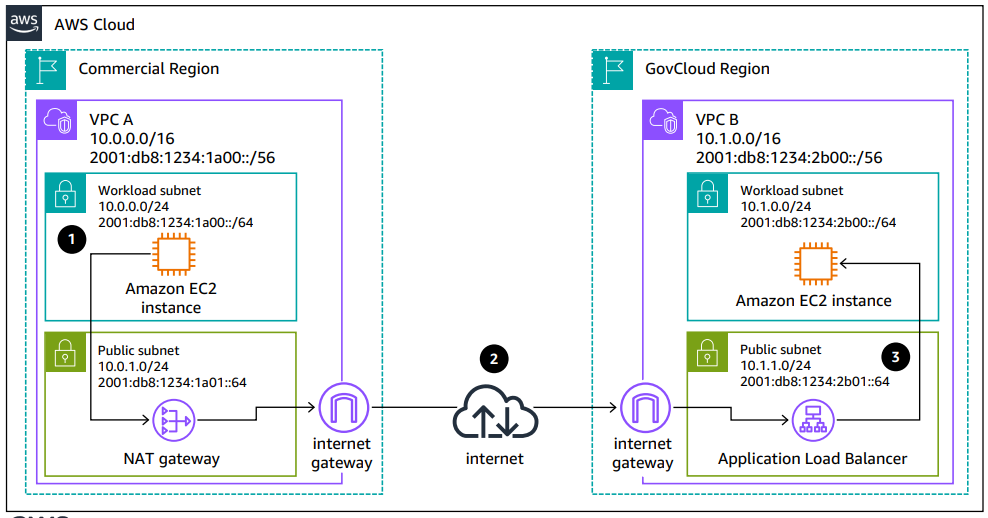 aws
AWS Cloud
Commercial Region
VPC A
10.0.0.0/16
2001:db8:1234:1a00::/56
Workload subnet
10.0.0.0/24
2001:db8:1234:1a00::/64
1
Amazon EC2
instance
Public subnet
10.0.1.0/24
2001:db8:1234:1a01::64
NAT gateway
internet
gateway
2
internet
GovCloud Region
VPC B
10.1.0.0/16
2001:db8:1234:2b00::/56
Workload subnet
10.1.0.0/24
2001:db8:1234:2b00::/64
Amazon EC2 instance
Public subnet
10.1.1.0/24
2001:db8:1234:2b01::64
3
internet
gateway
Application Load Balancer